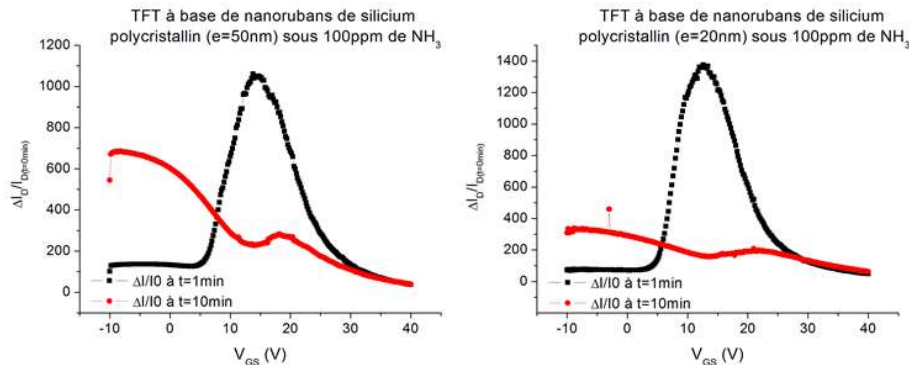 TFT à base de nanorubans de silicium
polycristallin (e=50nm) sous 100ppm de NH3
1200
1000
800
600
400
200
0
ΔID/ID(t=0min)
ΔI/I0 à t=1min
ΔI/I0 à t=10min
-10
0
10
20
30
40
VGS (V)
TFT à base de nanorubans de silicium
polycristallin (e=20nm) sous 100ppm de NH3
1400
1200
1000
800
600
400
200
0
ΔID/ID(t=0min)
ΔI/I0 à t=1min
ΔI/I0 à t=10min
-10
0
10
20
30
40
VGS (V)